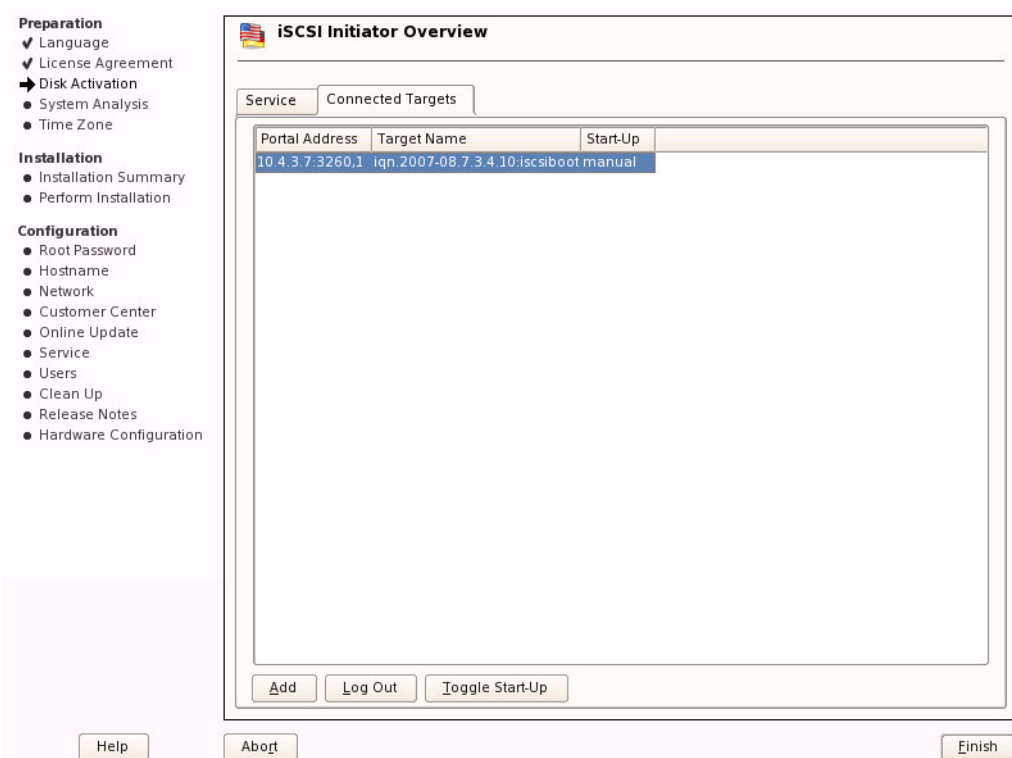 Preparation
Language
License Agreement
Disk Activation
System Analysis
Time Zone
Installation
Installation Summary
Perform Installation
Configuration
Root Password
Hostname
Network
Customer Center
Online Update
Service
Users
Clean Up
Release Notes
Hardware Configuration
iSCSI Initiator Overview
Service Connected Targets
Portal Address Target Name Start-Up
10.4.3.7:3260,1 iqn.2007-08.7.3.4.10:iscsiboot manual
Add Log Out Toggle Start-Up
Help Abort Finish